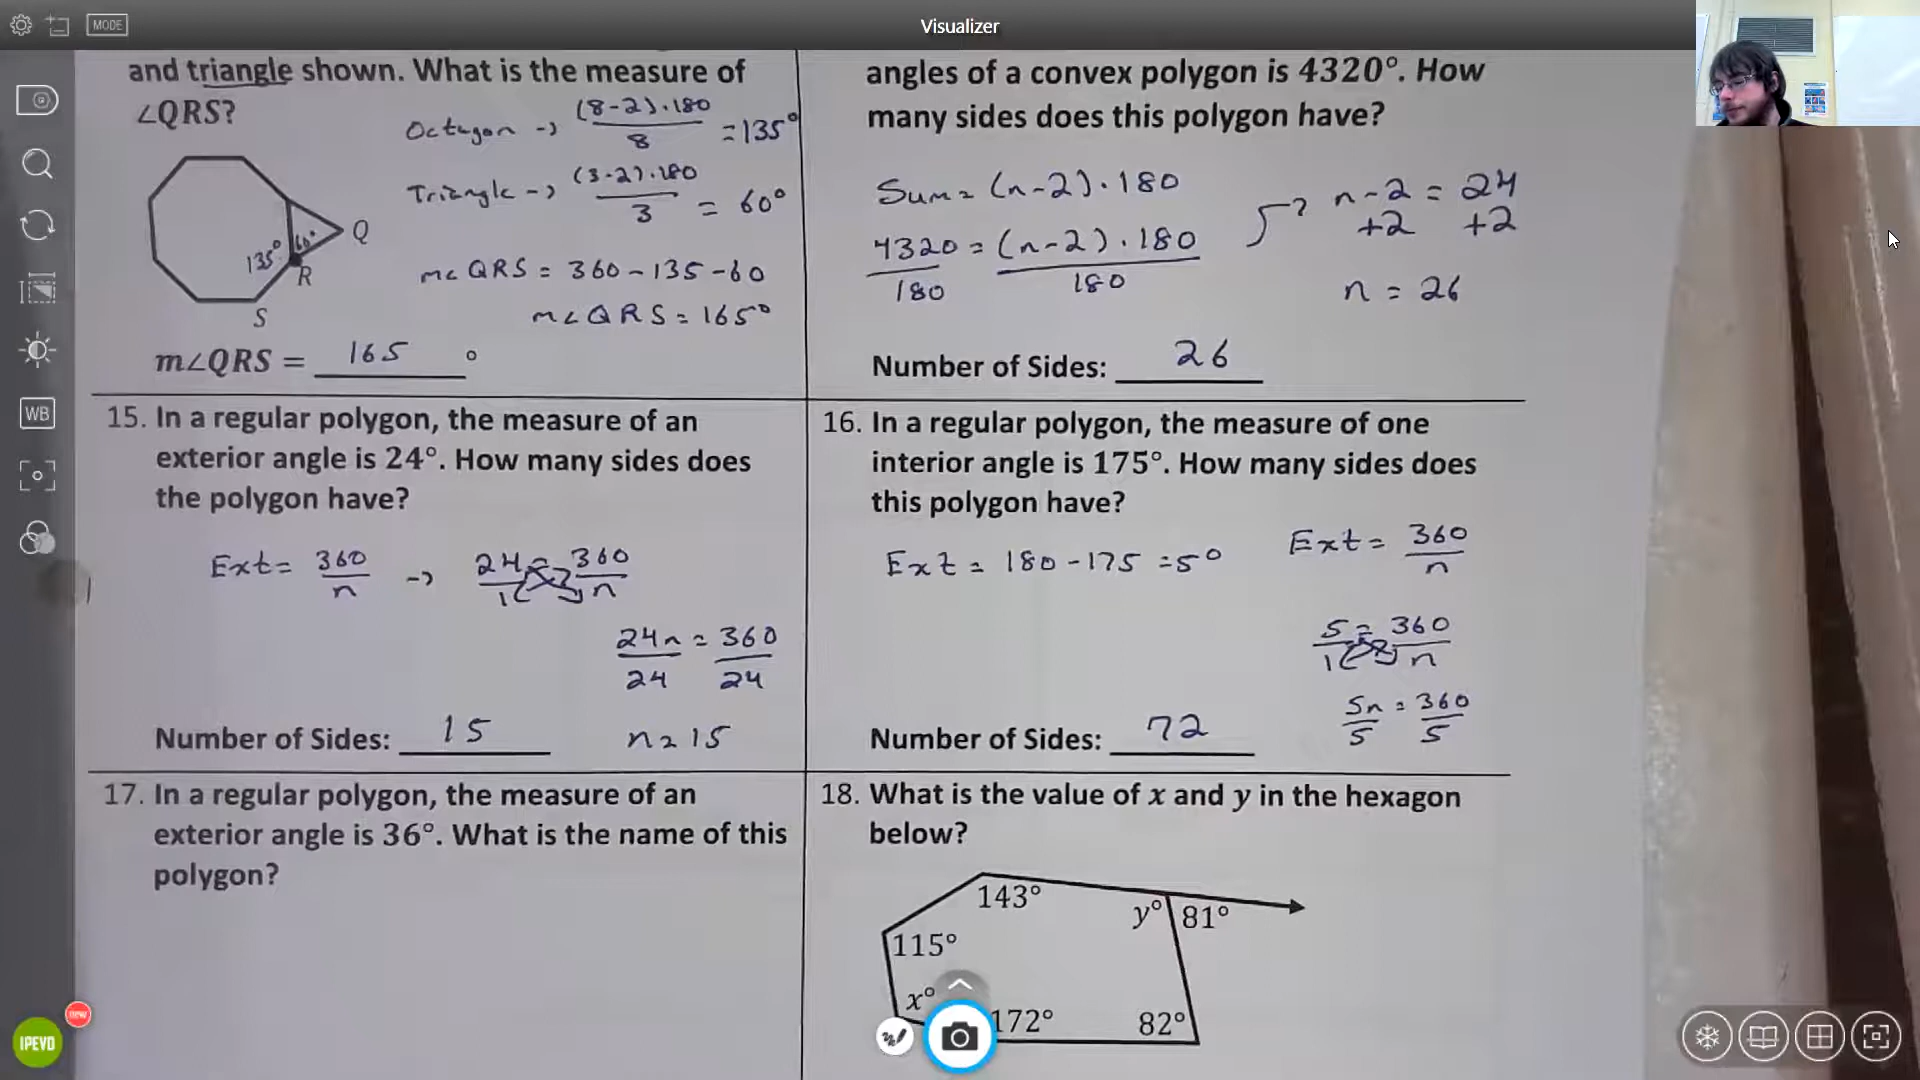 MODE
Visualizer
and triangle shown. What is the measure of
∠QRS?
Octagon -> (8-2)·180 / 8 = 135°
Triangle -> (3-2)·180 / 3 = 60°
135°
60°
Q
R
S
m∠QRS = 360-135-60
m∠QRS = 165°
m∠QRS = 165 °
angles of a convex polygon is 4320°. How
many sides does this polygon have?
Sum = (n-2)·180
4320 / 180 = (n-2)·180 / 180
n-2 = 24
+2 +2
n = 26
Number of Sides: 26
15. In a regular polygon, the measure of an
exterior angle is 24°. How many sides does
the polygon have?
Ext = 360 / n -> 24 / 1 = 360 / n
24n / 24 = 360 / 24
Number of Sides: 15
n = 15
16. In a regular polygon, the measure of one
interior angle is 175°. How many sides does
this polygon have?
Ext = 180-175 = 5°
Ext = 360 / n
5 / 1 = 360 / n
5n / 5 = 360 / 5
Number of Sides: 72
17. In a regular polygon, the measure of an
exterior angle is 36°. What is the name of this
polygon?
18. What is the value of x and y in the hexagon
below?
143°
y° 81°
115°
x°
172°
82°
WB
new
IPEVO